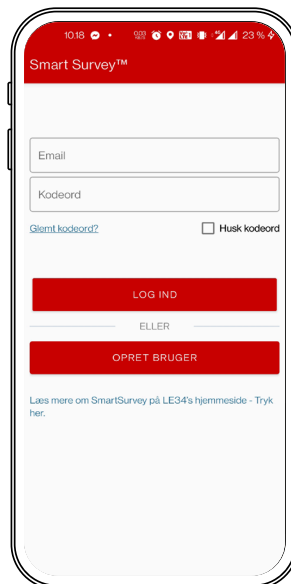 10.18
23 %
Smart Survey™
Email
Kodeord
Glemt kodeord?
Husk kodeord
LOG IND
ELLER
OPRET BRUGER
Læs mere om SmartSurvey på LE34's hjemmeside - Tryk
her.